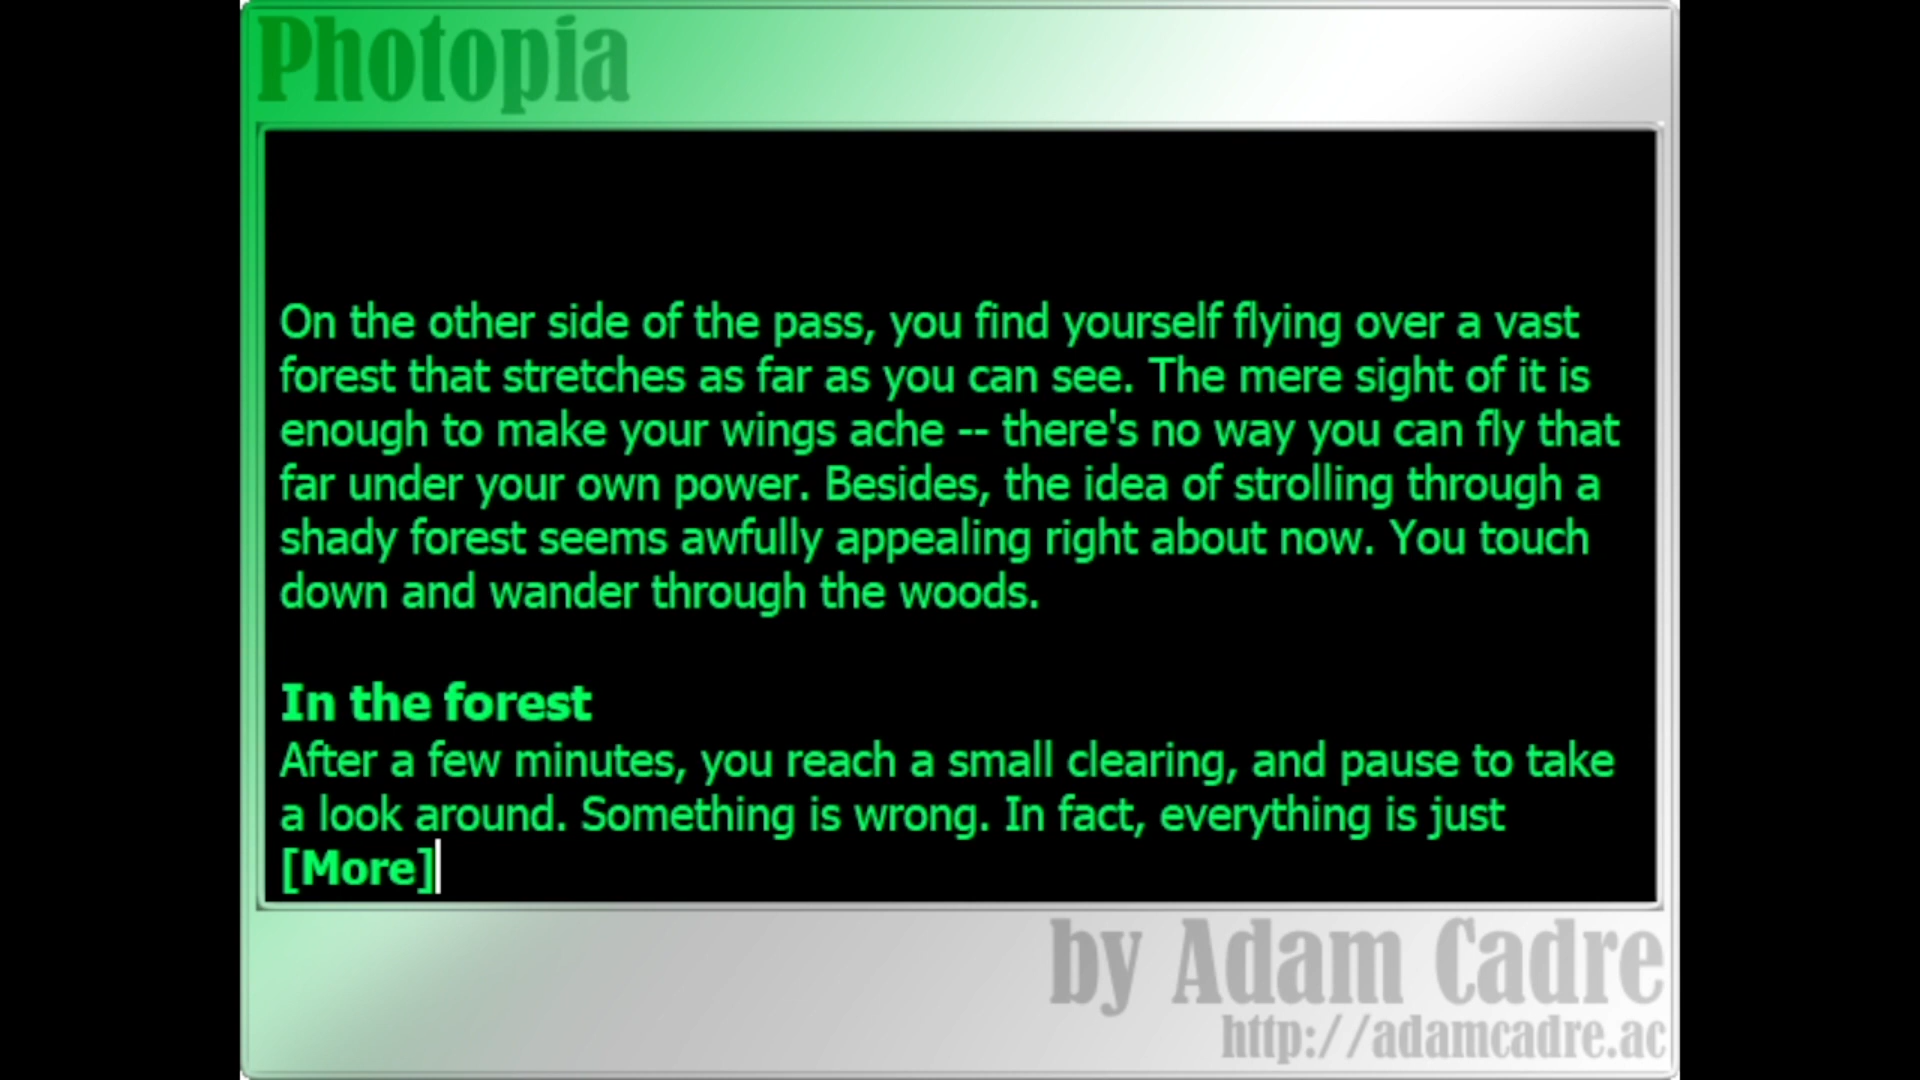 Photopia
On the other side of the pass, you find yourself flying over a vast
forest that stretches as far as you can see. The mere sight of it is
enough to make your wings ache -- there's no way you can fly that
far under your own power. Besides, the idea of strolling through a
shady forest seems awfully appealing right about now. You touch
down and wander through the woods.
In the forest
After a few minutes, you reach a small clearing, and pause to take
a look around. Something is wrong. In fact, everything is just
[More]
by Adam Cadre
http://adamcadre.ac